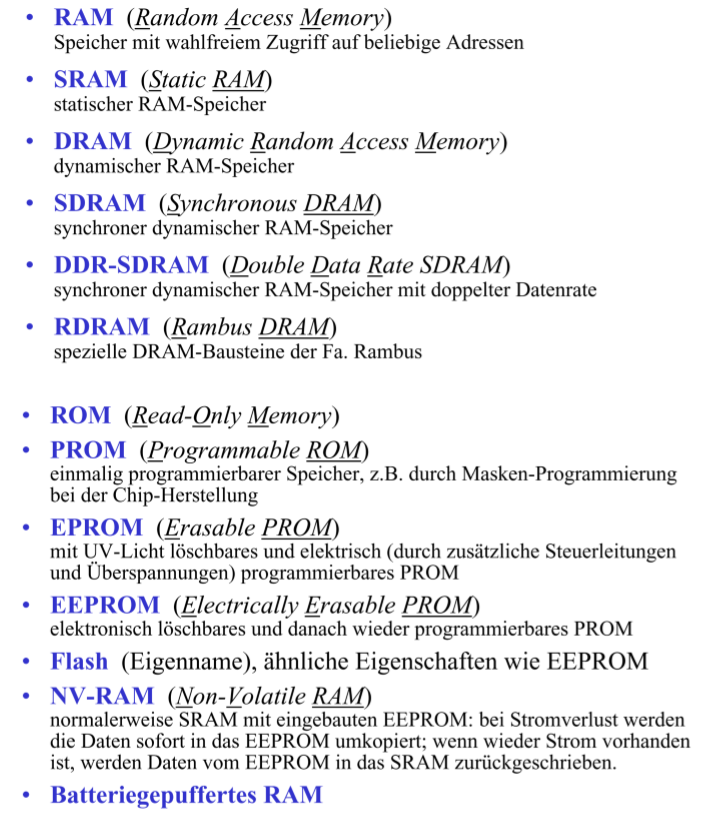 • RAM (Random Access Memory)
Speicher mit wahlfreiem Zugriff auf beliebige Adressen
• SRAM (Static RAM)
statischer RAM-Speicher
• DRAM (Dynamic Random Access Memory)
dynamischer RAM-Speicher
• SDRAM (Synchronous DRAM)
synchroner dynamischer RAM-Speicher
• DDR-SDRAM (Double Data Rate SDRAM)
synchroner dynamischer RAM-Speicher mit doppelter Datenrate
• RDRAM (Rambus DRAM)
spezielle DRAM-Bausteine der Fa. Rambus
• ROM (Read-Only Memory)
• PROM (Programmable ROM)
einmalig programmierbarer Speicher, z.B. durch Masken-Programmierung
bei der Chip-Herstellung
• EPROM (Erasable PROM)
mit UV-Licht löschbares und elektrisch (durch zusätzliche Steuerleitungen
und Überspannungen) programmierbares PROM
• EEPROM (Electrically Erasable PROM)
elektronisch löschbares und danach wieder programmierbares PROM
• Flash (Eigenname), ähnliche Eigenschaften wie EEPROM
• NV-RAM (Non-Volatile RAM)
normalerweise SRAM mit eingebauten EEPROM: bei Stromverlust werden
die Daten sofort in das EEPROM umkopiert; wenn wieder Strom vorhanden
ist, werden Daten vom EEPROM in das SRAM zurückgeschrieben.
• Batteriegepuffertes RAM